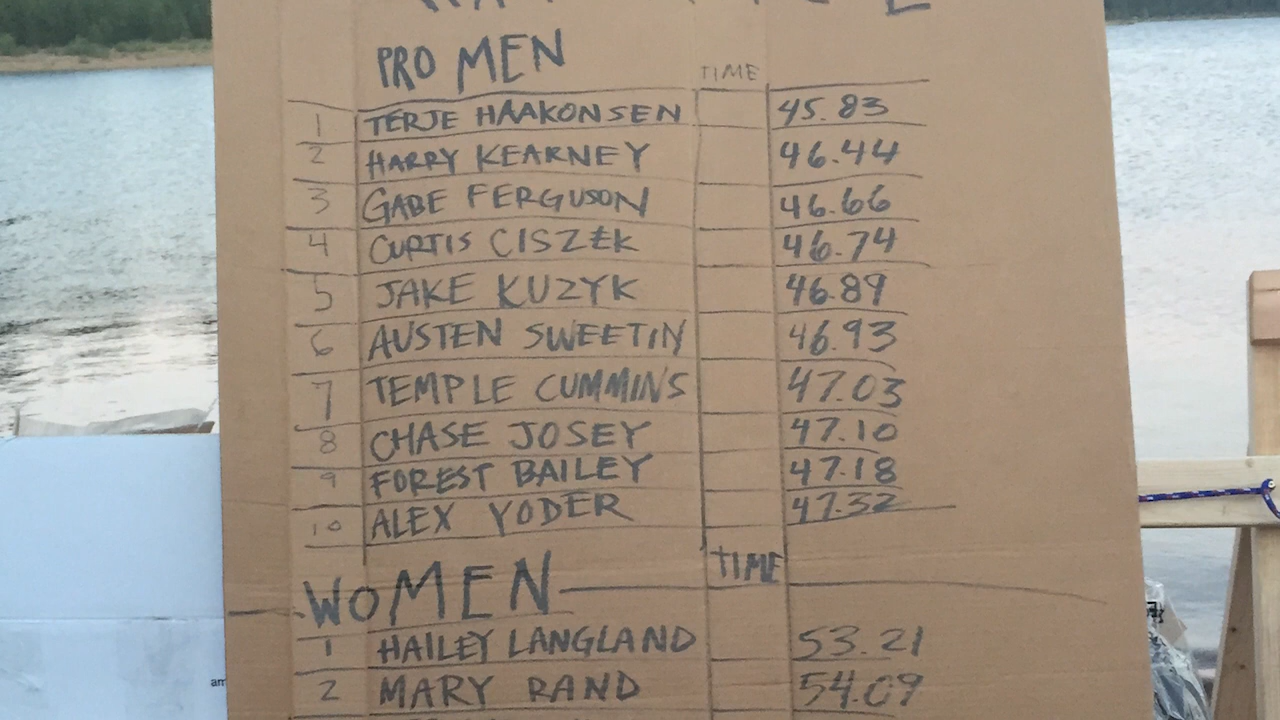 PRO MEN
TIME
1 TERJE HAAKONSEN 45.83
2 HARRY KEARNEY 46.44
3 GABE FERGUSON 46.66
4 CURTIS CISZEK 46.74
5 JAKE KUZYK 46.89
6 AUSTEN SWEETIN 46.93
7 TEMPLE CUMMINS 47.03
8 CHASE JOSEY 47.10
9 FOREST BAILEY 47.18
10 ALEX YODER 47.32
WOMEN TIME
1 HAILEY LANGLAND 53.21
2 MARY RAND 54.09